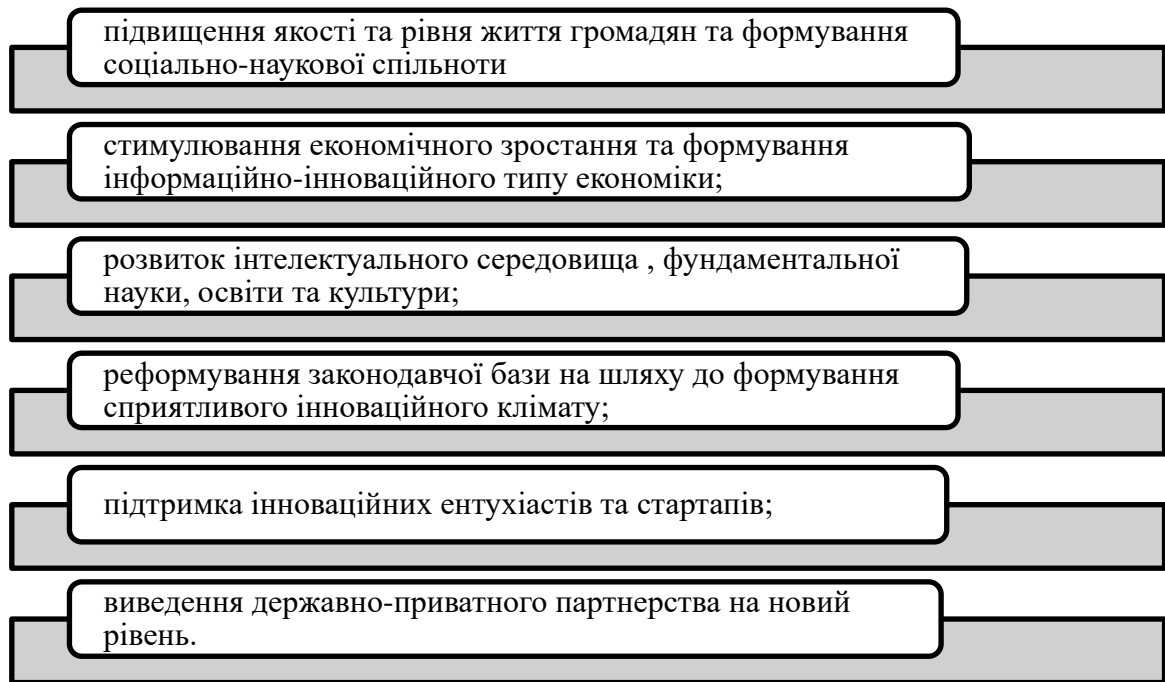 підвищення якості та рівня життя громадян та формування
соціально-наукової спільноти
стимулювання економічного зростання та формування
інформаційно-інноваційного типу економіки;
розвиток інтелектуального середовища , фундаментальної
науки, освіти та культури;
реформування законодавчої бази на шляху до формування
сприятливого інноваційного клімату;
підтримка інноваційних ентухіастів та стартапів;
виведення державно-приватного партнерства на новий
рівень.